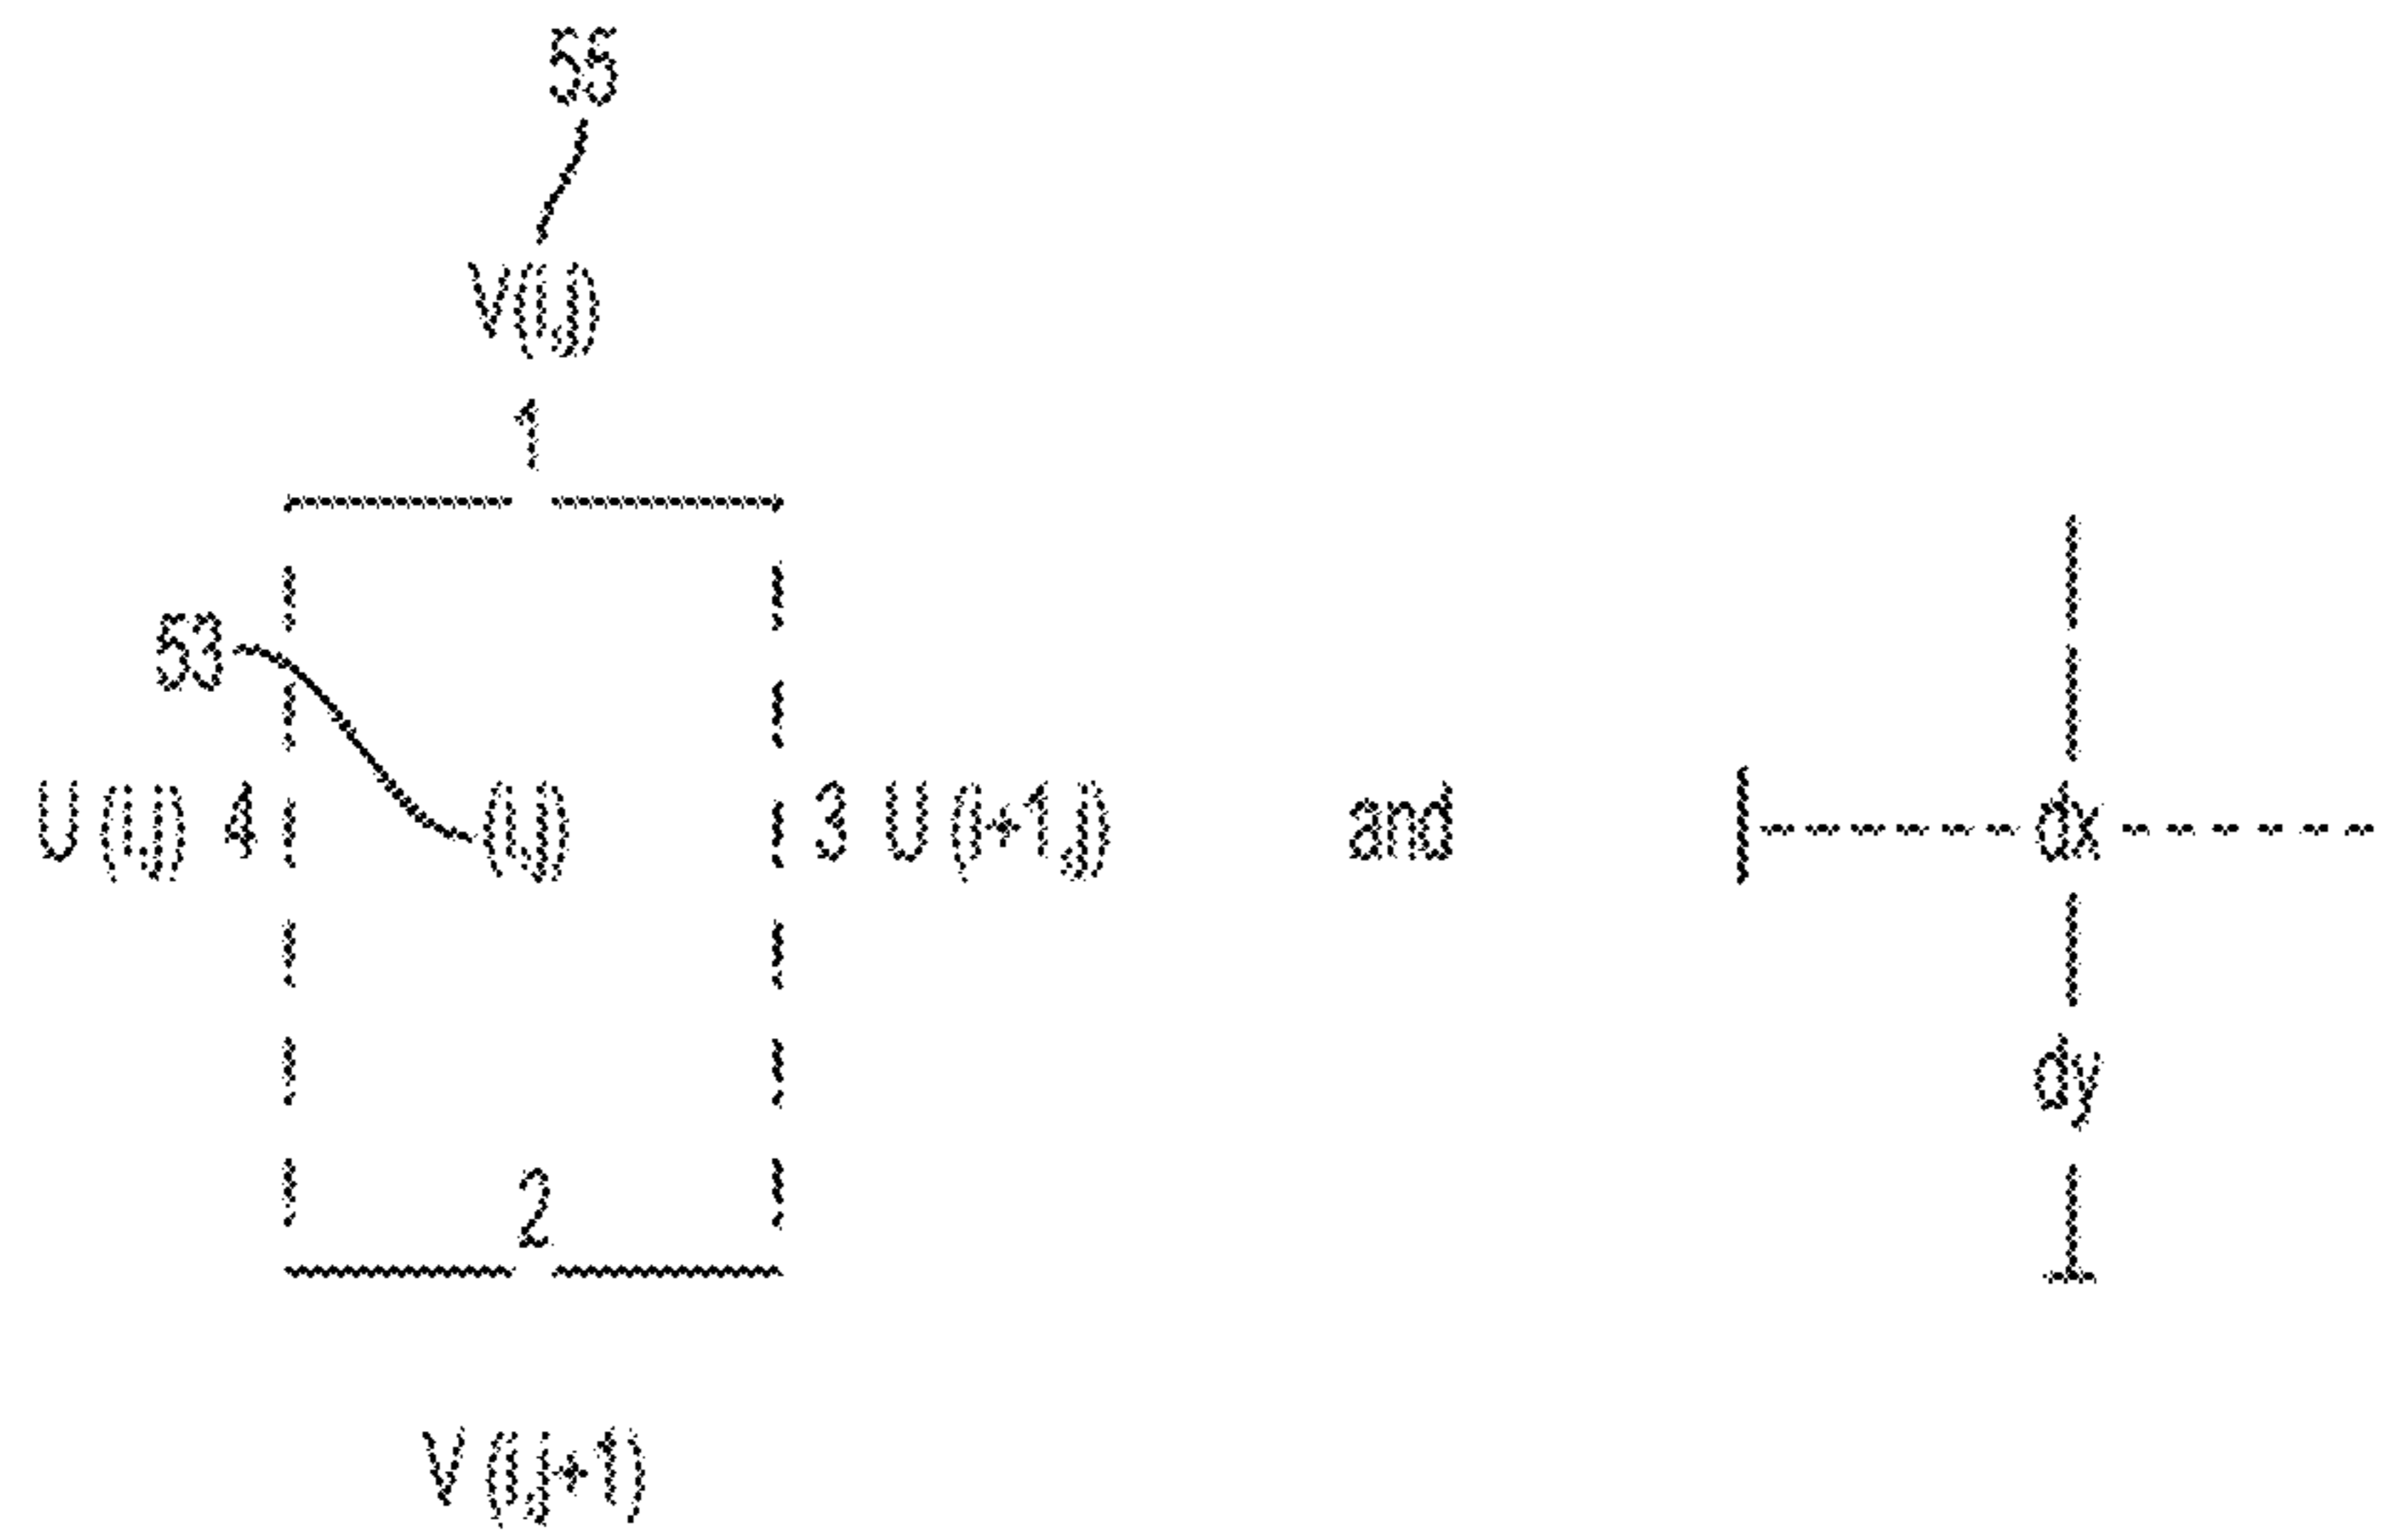 55
V(i,j)
1
53
U (i,j) 4 (i,j) 3 U (i+1,j) and dx
dy
2
V (i,j+1)